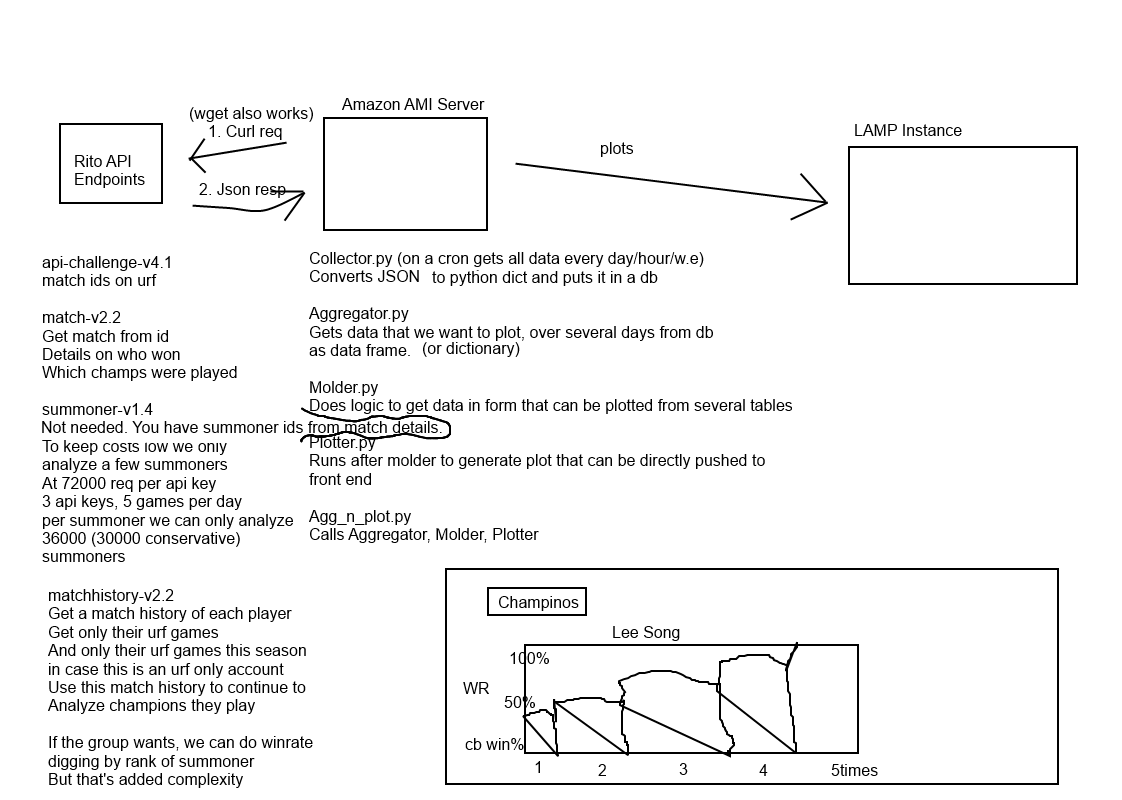 Amazon AMI Server
(wget also works)
1. Curl req
LAMP Instance
plots
Rito API
Endpoints
2. Json resp
api-challenge-v4.1
match ids on urf
match-v2.2
Get match from id
Details on who won
Which champs were played
summoner-v1.4
Not needed. You have summoner ids from match details.
To keep costs low we only
analyze a few summoners
At 72000 req per api key
3 api keys, 5 games per day
per summoner we can only analyze
36000 (30000 conservative)
summoners
matchhistory-v2.2
Get a match history of each player
Get only their urf games
And only their urf games this season
in case this is an urf only account
Use this match history to continue to
Analyze champions they play
If the group wants, we can do winrate
digging by rank of summoner
But that's added complexity
Collector.py (on a cron gets all data every day/hour/w.e)
Converts JSON to python dict and puts it in a db
Aggregator.py
Gets data that we want to plot, over several days from db
as data frame. (or dictionary)
Molder.py
Does logic to get data in form that can be plotted from several tables
Plotter.py
Runs after molder to generate plot that can be directly pushed to
front end
Agg_n_plot.py
Calls Aggregator, Molder, Plotter
Champinos
Lee Song
100%
WR
50%
cb win%
1 2 3 4 5times